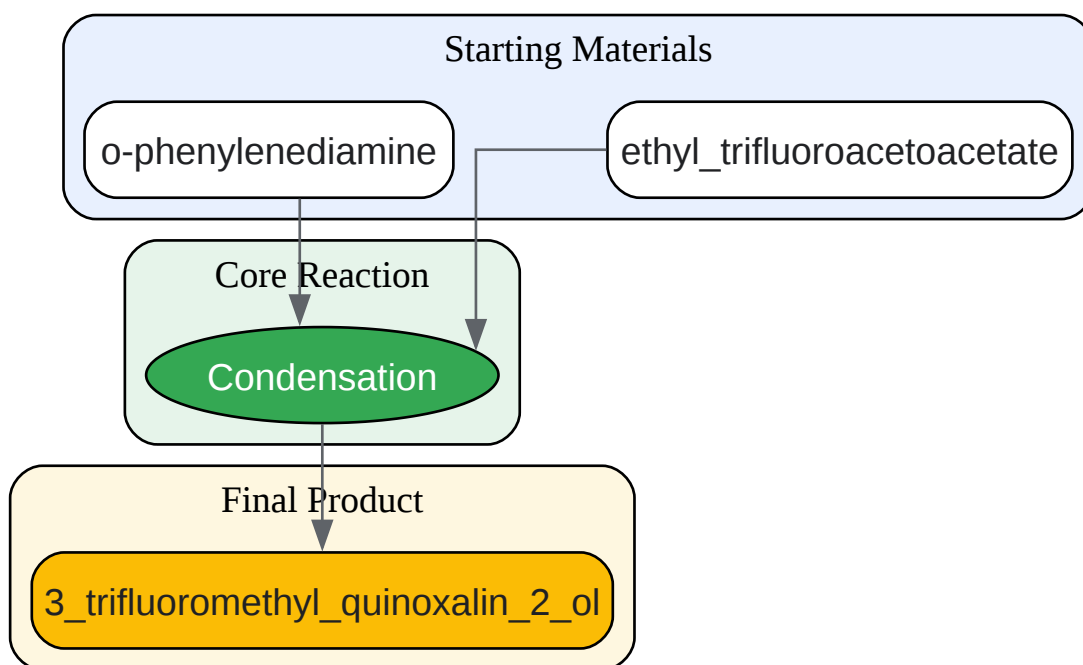 Starting Materials
o-phenylenediamine
ethyl_trifluoroacetoacetate
Core Reaction
Condensation
Final Product
3_trifluoromethyl_quinoxalin_2_ol